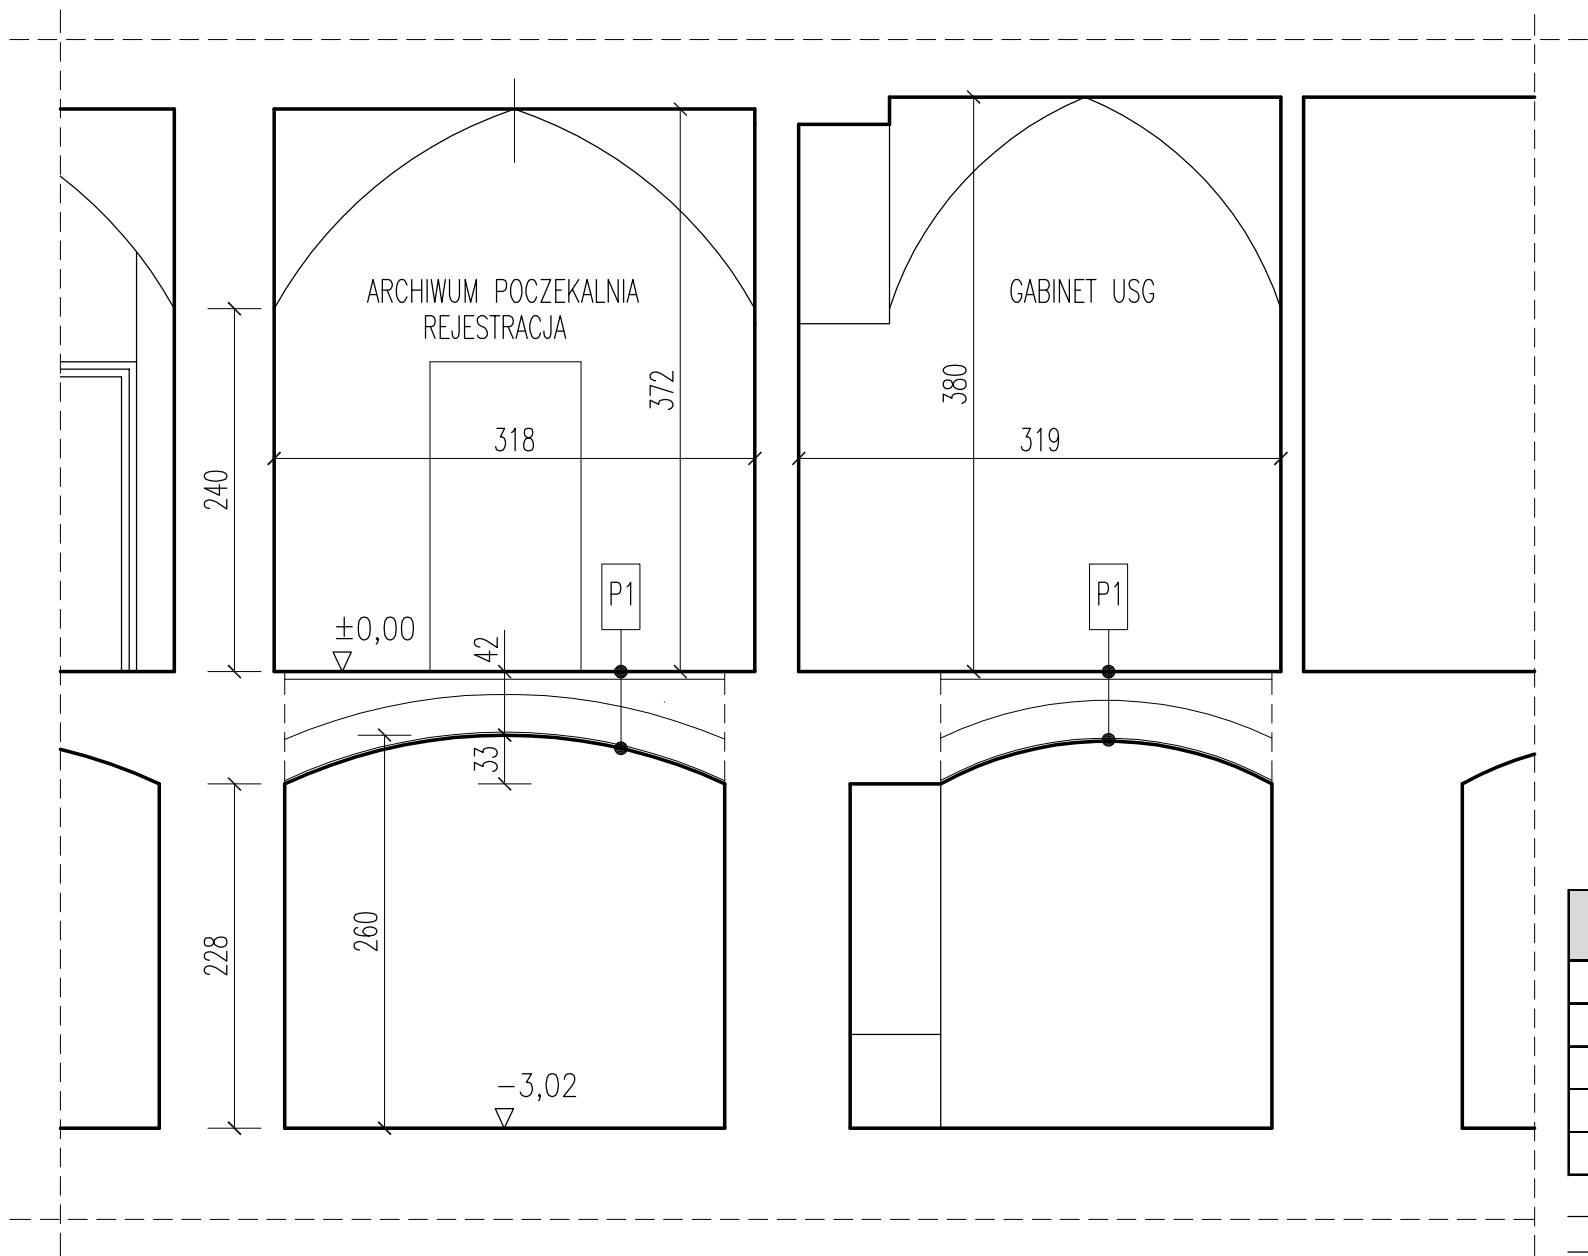 ARCHIWUM POCZEKALNIA
REJESTRACJA
GABINET USG
372
380
318
319
240
P1
P1
±0,00
42
33
260
228
-3,02